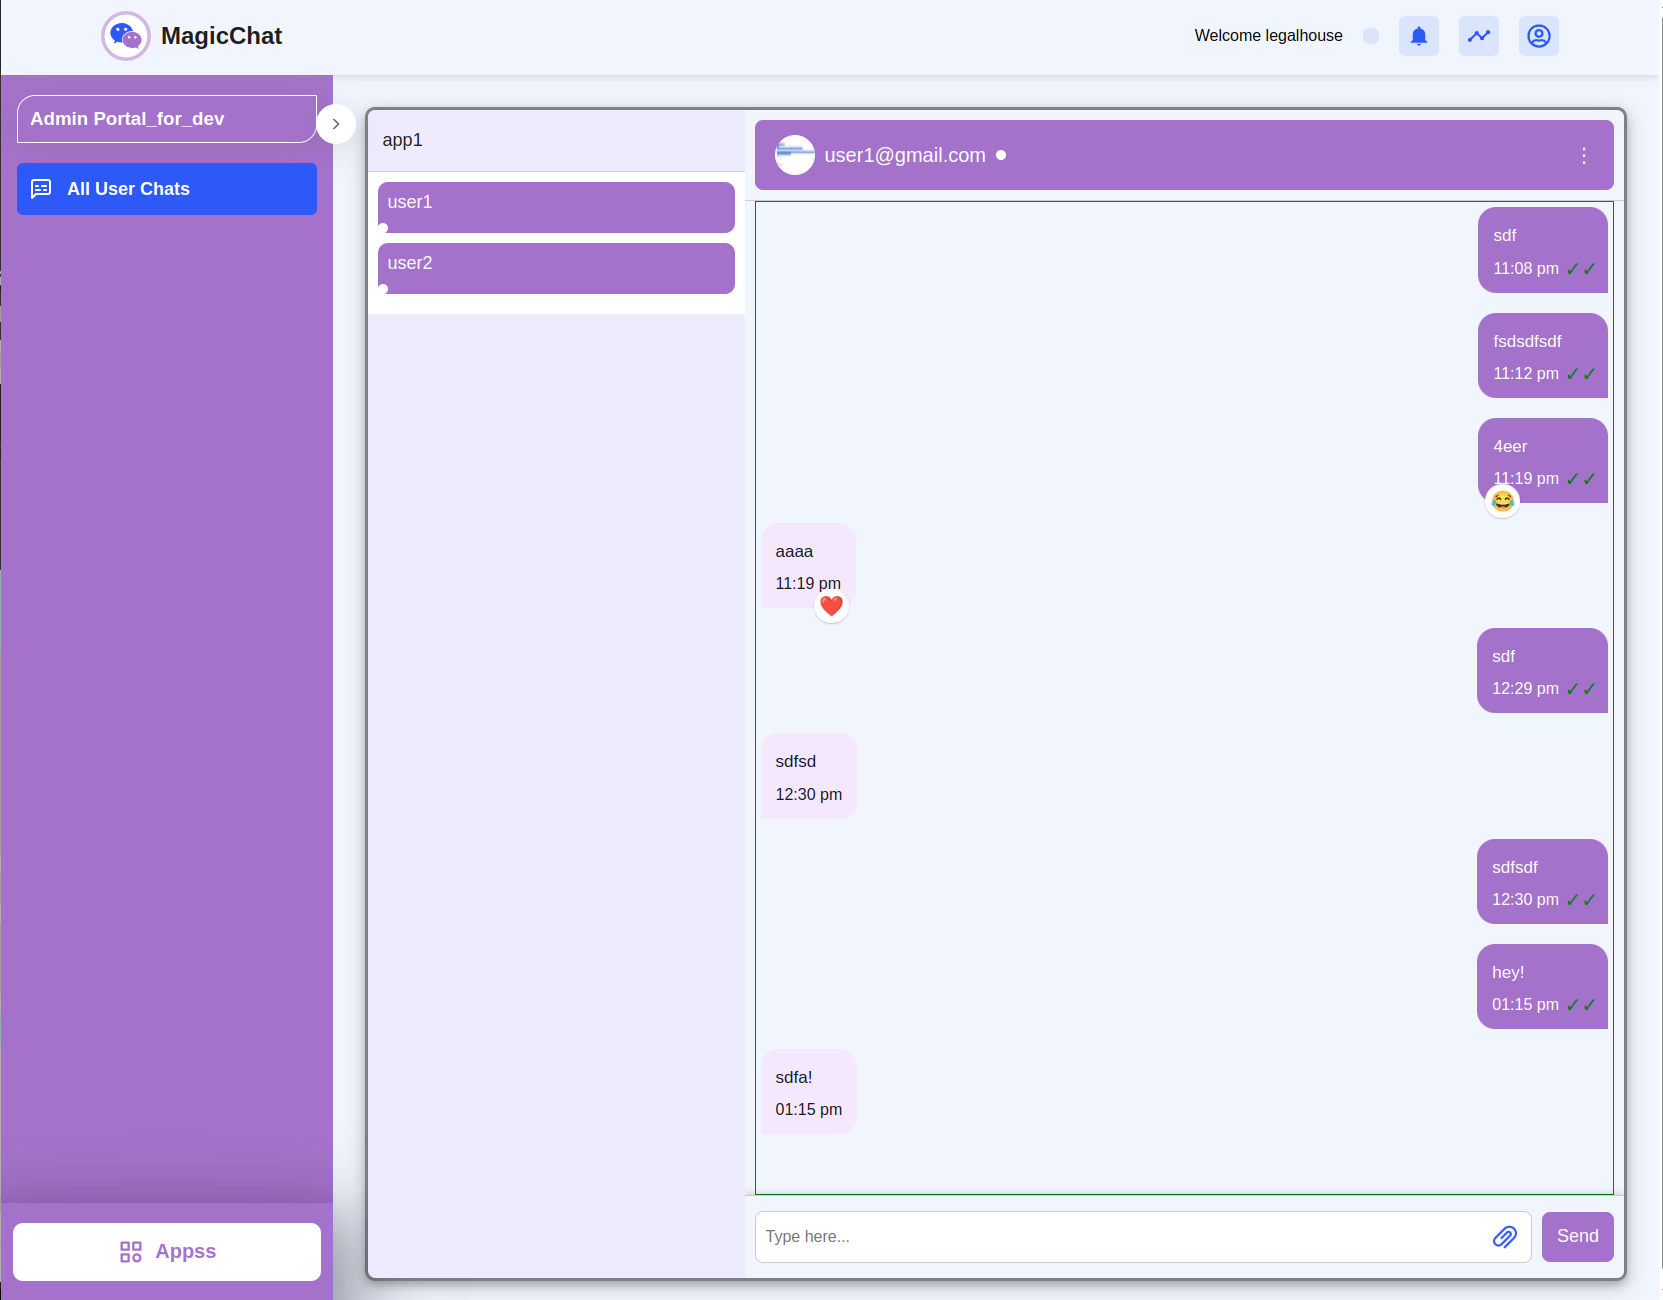 MagicChat
Welcome legalhouse
Admin Portal_for_dev
All User Chats
Appss
app1
user1
user2
user1@gmail.com
sdf
11:08 pm ✓✓
fsdsdfsdf
11:12 pm ✓✓
4eer
11:19 pm ✓✓
😂
aaaa
11:19 pm
❤️
sdf
12:29 pm ✓✓
sdfsd
12:30 pm
sdfsdf
12:30 pm ✓✓
hey!
01:15 pm ✓✓
sdfa!
01:15 pm
Type here...
Send